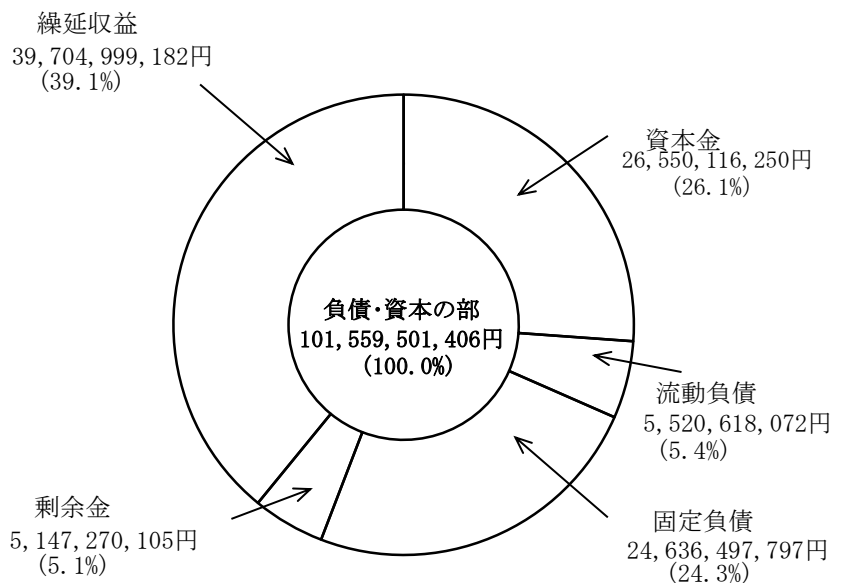 繰延収益
39,704,999,182円
(39.1%)
資本金
26,550,116,250円
(26.1%)
負債・資本の部
101,559,501,406円
(100.0%)
流動負債
5,520,618,072円
(5.4%)
剰余金
5,147,270,105円
(5.1%)
固定負債
24,636,497,797円
(24.3%)